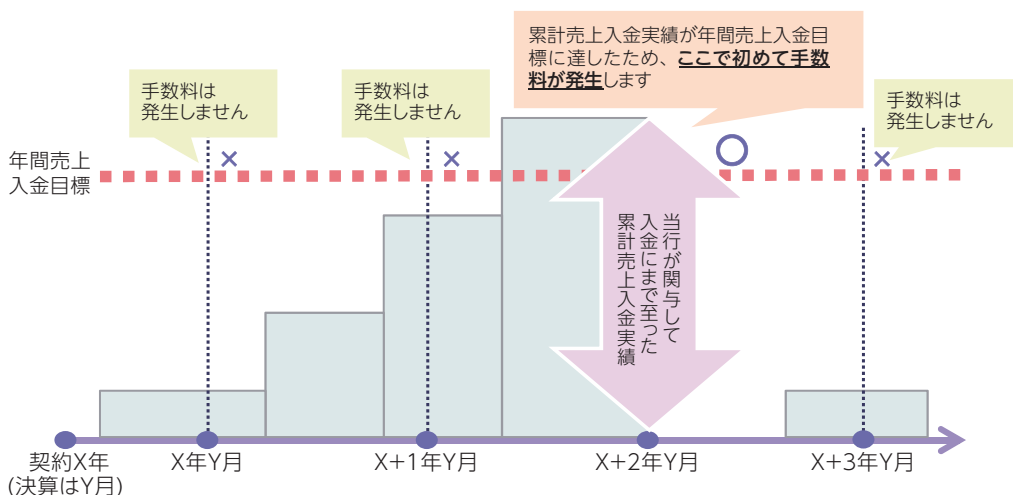 累計売上入金実績が年間売上入金目
標に達したため、ここで初めて手数
料が発生します
手数料は
発生しません
手数料は
発生しません
手数料は
発生しません
年間売上
入金目標
× × ○ ×
当行が関与して
入金にまで至った
累計売上入金実績
契約X年
(決算はY月)
X年Y月
X+1年Y月
X+2年Y月
X+3年Y月